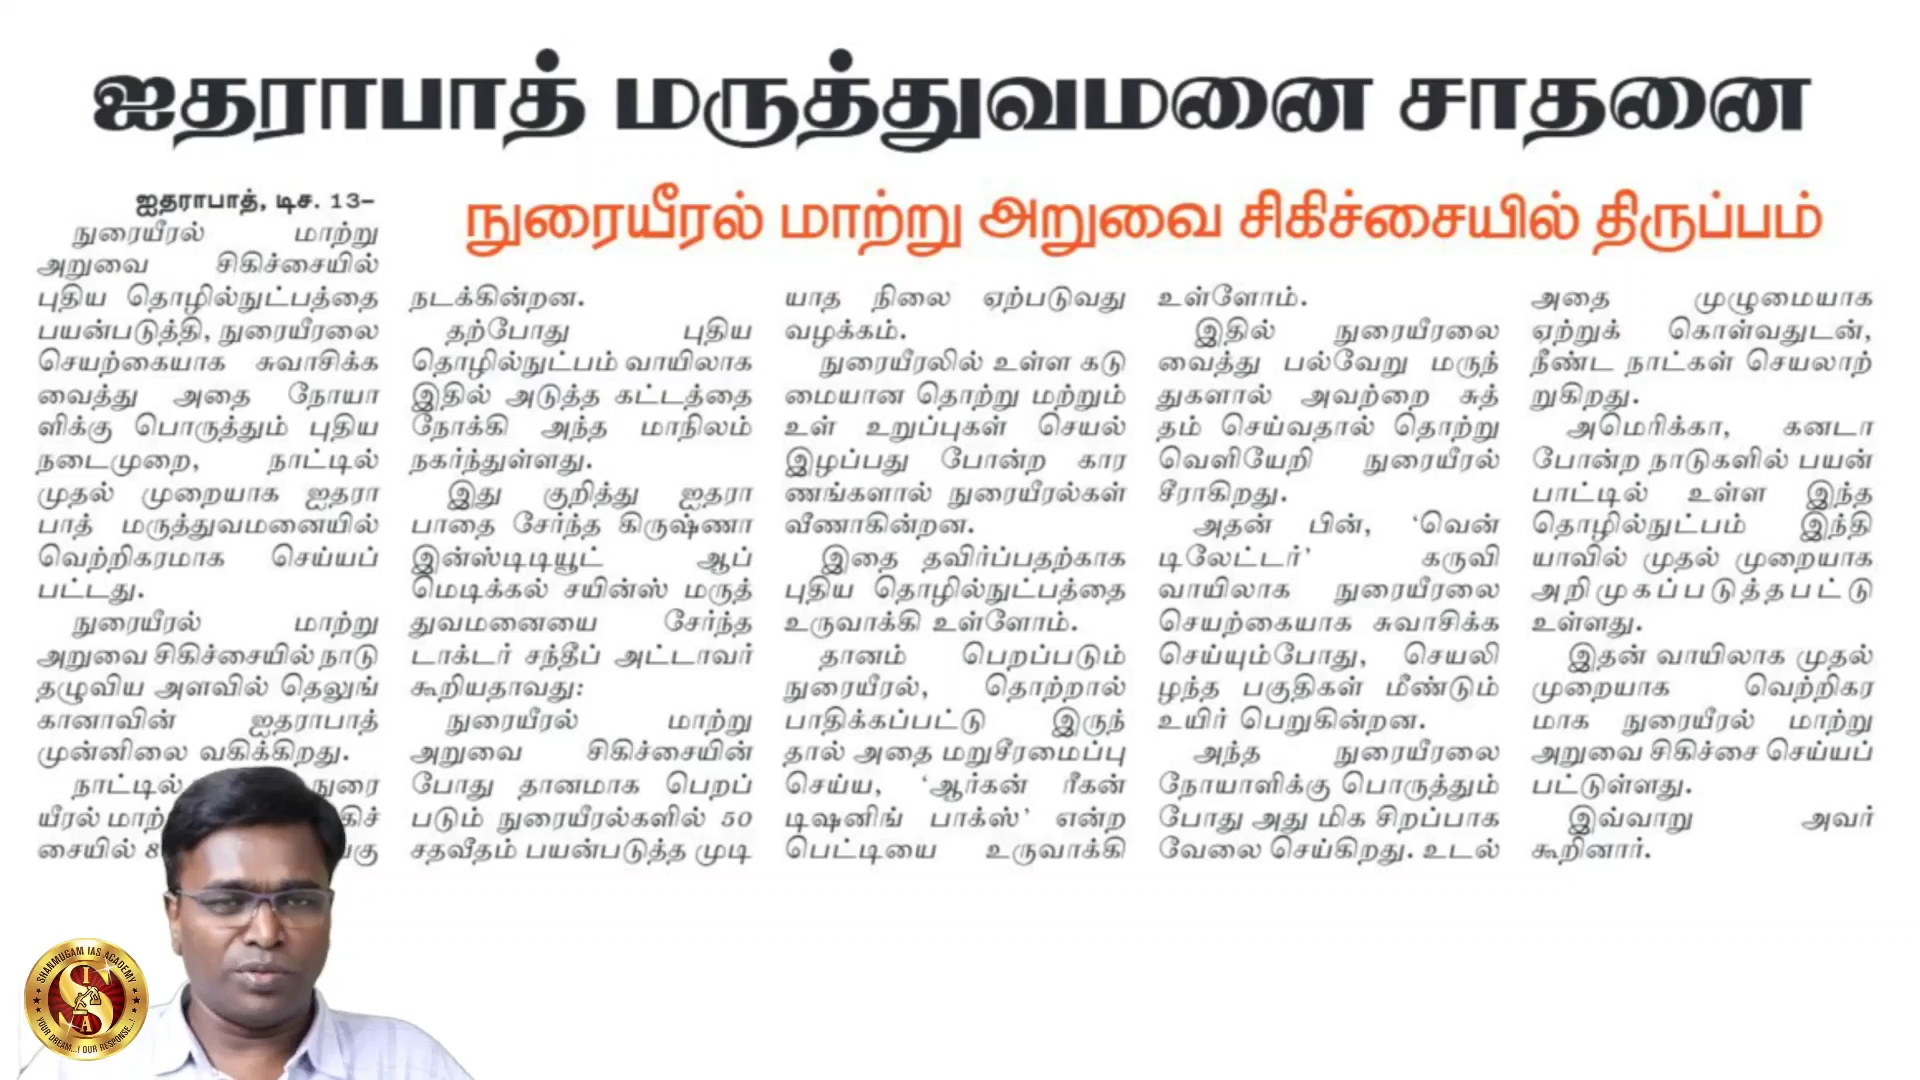 ஐதராபாத் மருத்துவமனை சாதனை
நுரையீரல் மாற்று அறுவை சிகிச்சையில் திருப்பம்
ஐதராபாத், டிச. 13–
நுரையீரல் மாற்று
அறுவை சிகிச்சையில்
புதிய தொழில்நுட்பத்தை
பயன்படுத்தி, நுரையீரலை
செயற்கையாக சுவாசிக்க
வைத்து அதை நோயா
ளிக்கு பொருத்தும் புதிய
நடைமுறை, நாட்டில்
முதல் முறையாக ஐதரா
பாத் மருத்துவமனையில்
வெற்றிகரமாக செய்யப்
பட்டது.
நுரையீரல் மாற்று
அறுவை சிகிச்சையில் நாடு
தழுவிய அளவில் தெலுங்
கானாவின் ஐதராபாத்
முன்னிலை வகிக்கிறது.
நாட்டில் நுரை
யீரல்
சையில்
நடக்கின்றன.
தற்போது புதிய
தொழில்நுட்பம் வாயிலாக
இதில் அடுத்த கட்டத்தை
நோக்கி அந்த மாநிலம்
நகர்ந்துள்ளது.
இது குறித்து ஐதரா
பாதை சேர்ந்த கிருஷ்ணா
இன்ஸ்டிடியூட் ஆப்
மெடிக்கல் சயின்ஸ் மருத்
துவமனையை சேர்ந்த
டாக்டர் சந்தீப் அட்டாவர்
கூறியதாவது:
நுரையீரல் மாற்று
அறுவை சிகிச்சையின்
போது தானமாக பெறப்
படும் நுரையீரல்களில் 50
சதவீதம் பயன்படுத்த முடி
யாத நிலை ஏற்படுவது
வழக்கம்.
நுரையீரலில் உள்ள கடு
மையான தொற்று மற்றும்
உள் உறுப்புகள் செயல்
இழப்பது போன்ற கார
ணங்களால் நுரையீரல்கள்
வீணாகின்றன.
இதை தவிர்ப்பதற்காக
புதிய தொழில்நுட்பத்தை
உருவாக்கி உள்ளோம்.
தானம் பெறப்படும்
நுரையீரல், தொற்றால்
பாதிக்கப்பட்டு இருந்
தால் அதை மறுசீரமைப்பு
செய்ய, ‘ஆர்கன் ரீகன்
டிஷனிங் பாக்ஸ்’ என்ற
பெட்டியை உருவாக்கி
உள்ளோம்.
இதில் நுரையீரலை
வைத்து பல்வேறு மருந்
துகளால் அவற்றை சுத்
தம் செய்வதால் தொற்று
வெளியேறி நுரையீரல்
சீராகிறது.
அதன் பின், ‘வென்
டிலேட்டர்’ கருவி
வாயிலாக நுரையீரலை
செயற்கையாக சுவாசிக்க
செய்யும்போது, செயலி
ழந்த பகுதிகள் மீண்டும்
உயிர் பெறுகின்றன.
அந்த நுரையீரலை
நோயாளிக்கு பொருத்தும்
போது அது மிக சிறப்பாக
வேலை செய்கிறது. உடல்
அதை முழுமையாக
ஏற்றுக் கொள்வதுடன்,
நீண்ட நாட்கள் செயலாற்
றுகிறது.
அமெரிக்கா, கனடா
போன்ற நாடுகளில் பயன்
பாட்டில் உள்ள இந்த
தொழில்நுட்பம் இந்தி
யாவில் முதல் முறையாக
அறிமுகப்படுத்தபட்டு
உள்ளது.
இதன் வாயிலாக முதல்
முறையாக வெற்றிகர
மாக நுரையீரல் மாற்று
அறுவை சிகிச்சை செய்யப்
பட்டுள்ளது.
இவ்வாறு அவர்
கூறினார்.
SHANMUGAM IAS ACADEMY
SIA
YOUR DREAM...! OUR RESPONSE...!